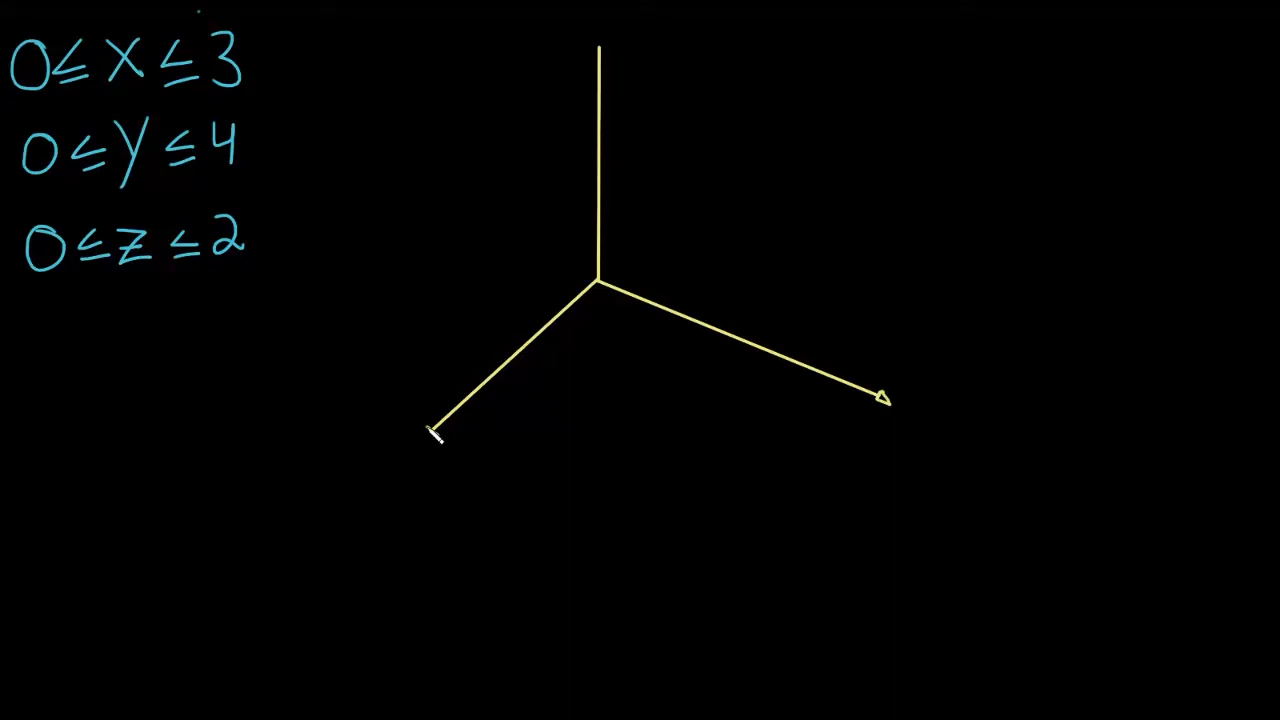 0 ≤ x ≤ 3
0 ≤ y ≤ 4
0 ≤ z ≤ 2